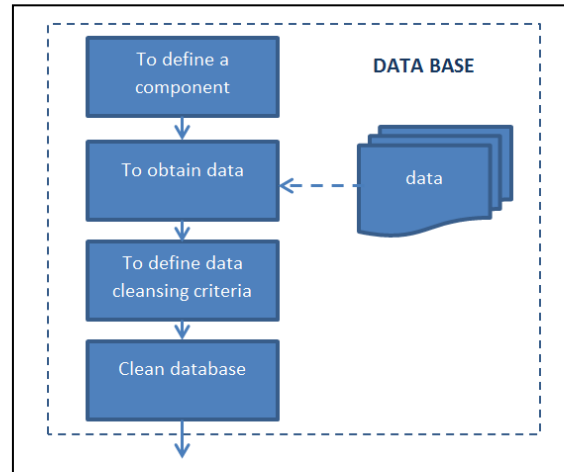 To define a
component
DATA BASE
To obtain data
data
To define data
cleansing criteria
Clean database